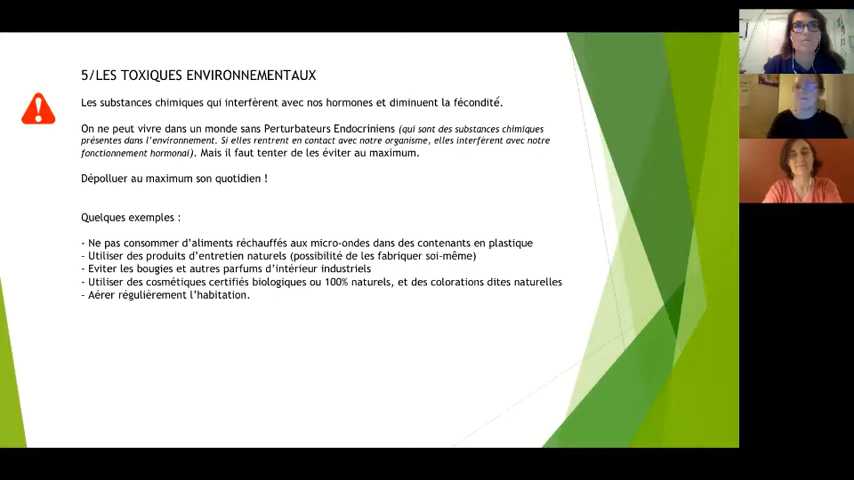 5/LES TOXIQUES ENVIRONNEMENTAUX
Les substances chimiques qui interfèrent avec nos hormones et diminuent la fécondité.
On ne peut vivre dans un monde sans Perturbateurs Endocriniens (qui sont des substances chimiques
présentes dans l'environnement. Si elles rentrent en contact avec notre organisme, elles interfèrent avec notre
fonctionnement hormonal). Mais il faut tenter de les éviter au maximum.
Dépolluer au maximum son quotidien !
Quelques exemples :
- Ne pas consommer d'aliments réchauffés aux micro-ondes dans des contenants en plastique
- Utiliser des produits d'entretien naturels (possibilité de les fabriquer soi-même)
- Eviter les bougies et autres parfums d'intérieur industriels
- Utiliser des cosmétiques certifiés biologiques ou 100% naturels, et des colorations dites naturelles
- Aérer régulièrement l'habitation.